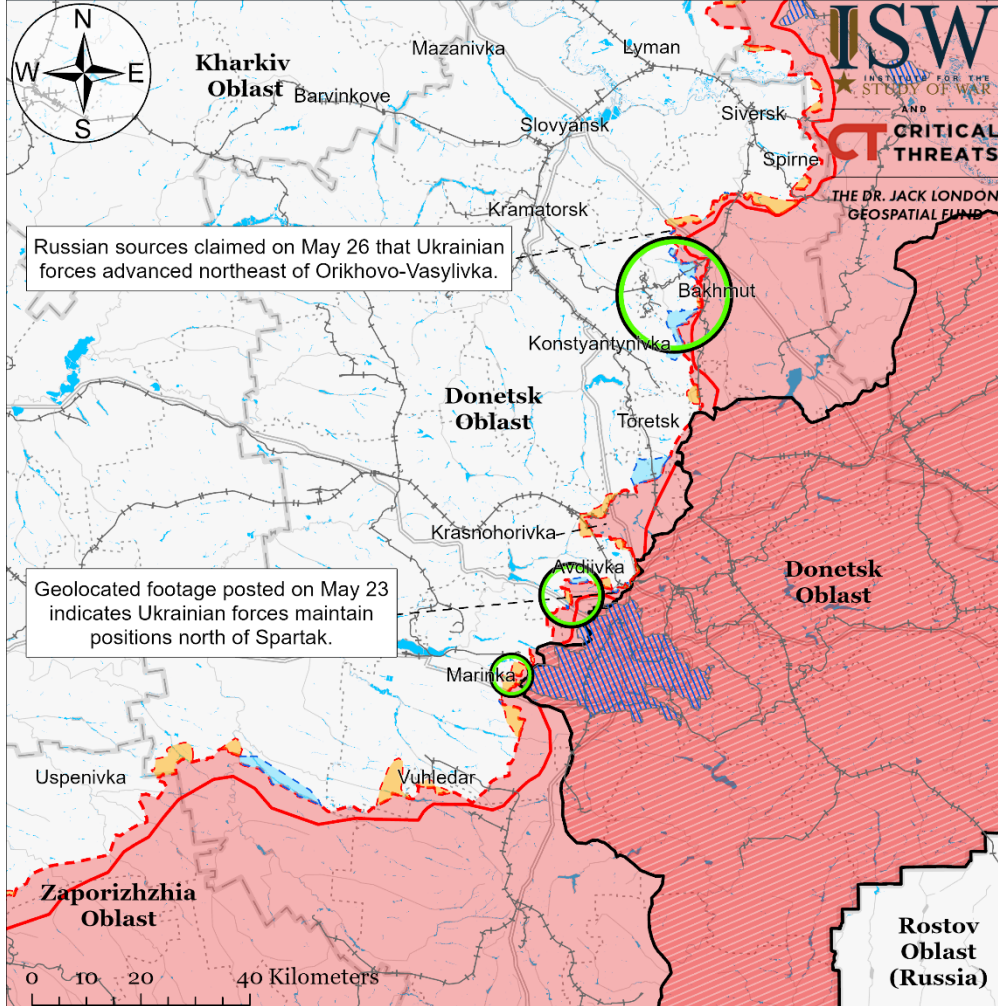 N
W
E
S
Kharkiv
Oblast
Mazanivka
Lyman
Barvinkove
Slovyansk
Siversk
Spirne
Kramatorsk
ISW
INSTITUTE FOR THE
STUDY OF WAR
AND
CT CRITICAL
THREATS
THE DR. JACK LONDON
GEOSPATIAL FUND
Russian sources claimed on May 26 that Ukrainian
forces advanced northeast of Orikhovo-Vasylivka.
Bakhmut
Konstyantynivka
Donetsk
Oblast
Toretsk
Krasnohorivka
Avdiivka
Donetsk
Oblast
Geolocated footage posted on May 23
indicates Ukrainian forces maintain
positions north of Spartak.
Marinka
Uspenivka
Vuhledar
Zaporizhzhia
Oblast
Rostov
Oblast
(Russia)
0 10 20 40 Kilometers